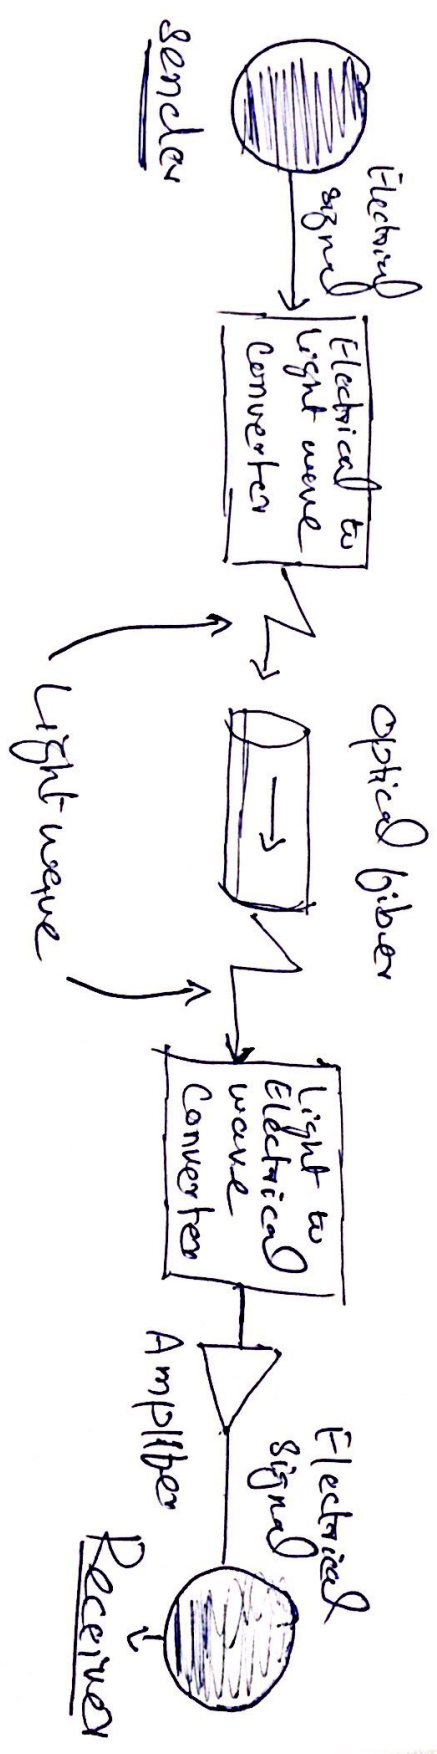 Sender
Electrical
signal
Electrical to
Light wave
Converter
Light wave
Optical fiber
Light to
Electrical
wave
Converter
Amplifier
Electrical
signal
Receiver